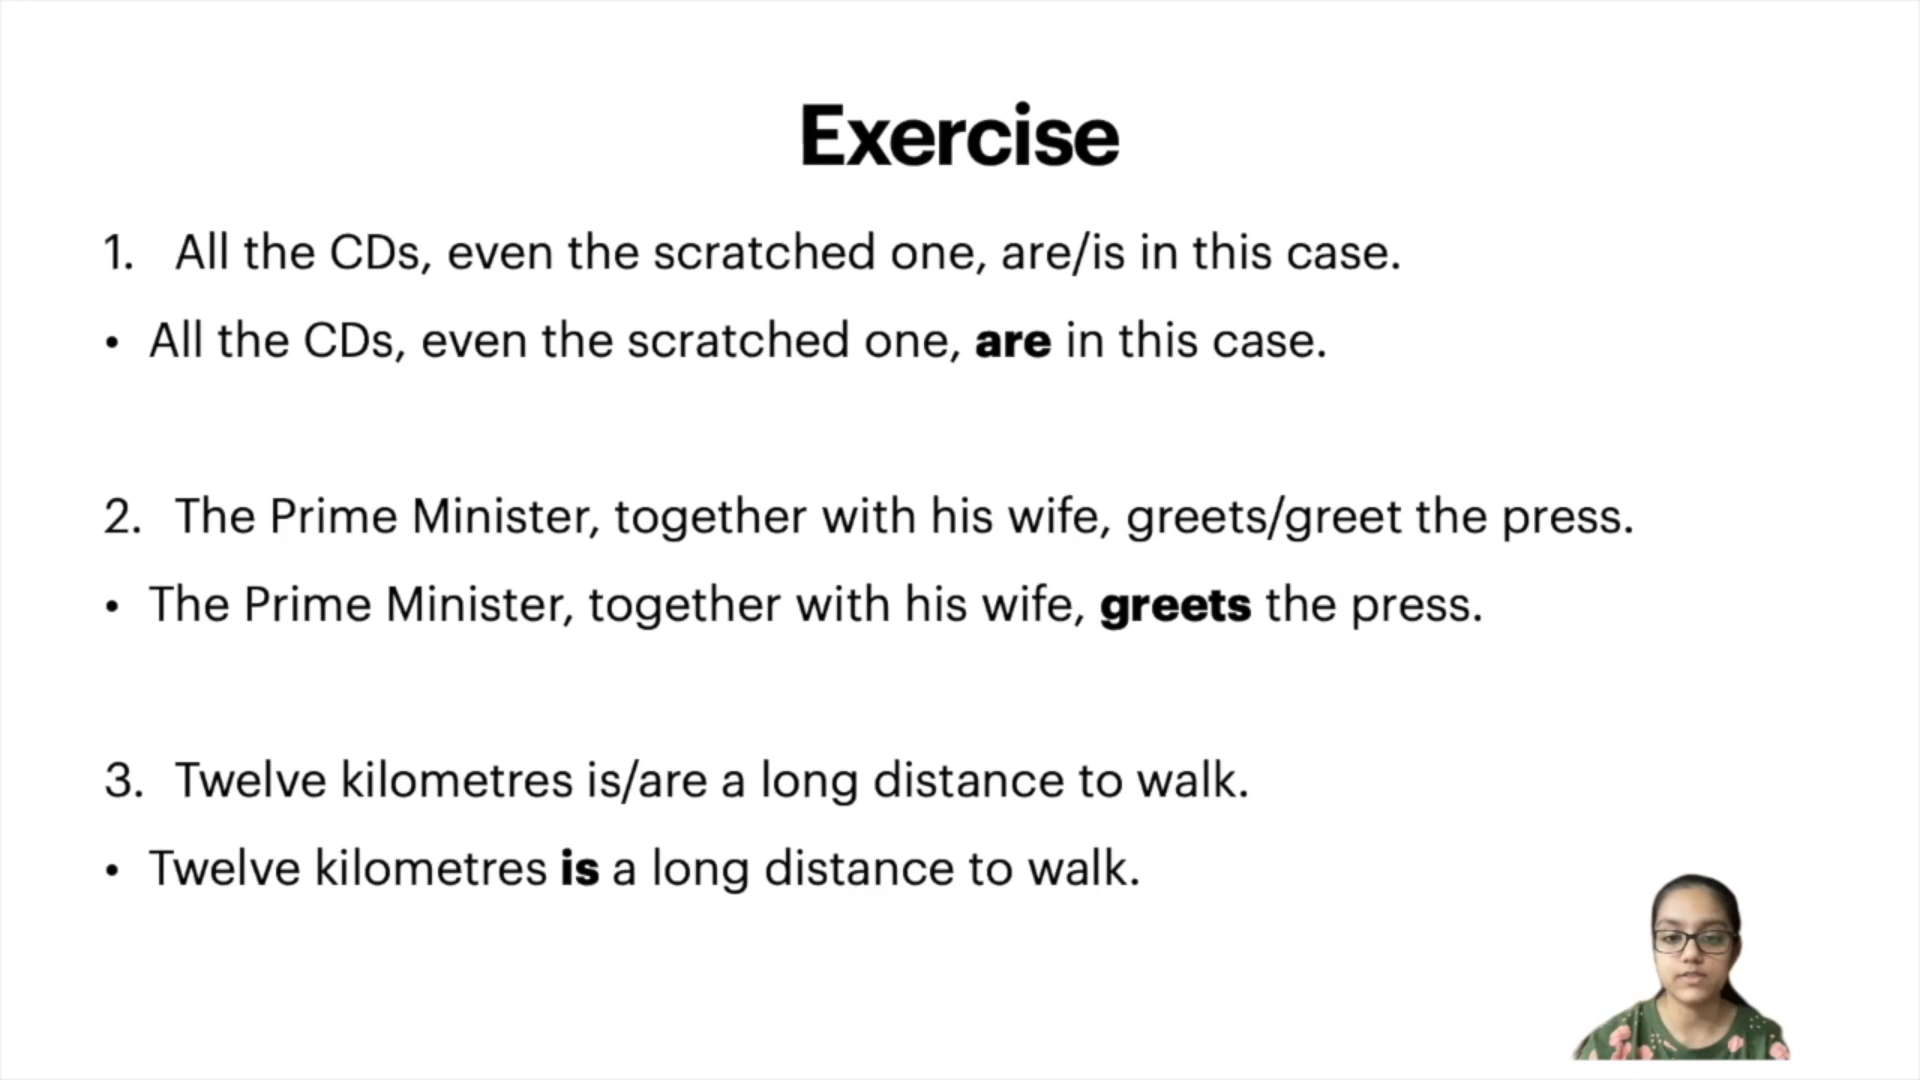 Exercise
1. All the CDs, even the scratched one, are/is in this case.
• All the CDs, even the scratched one, are in this case.
2. The Prime Minister, together with his wife, greets/greet the press.
• The Prime Minister, together with his wife, greets the press.
3. Twelve kilometres is/are a long distance to walk.
• Twelve kilometres is a long distance to walk.